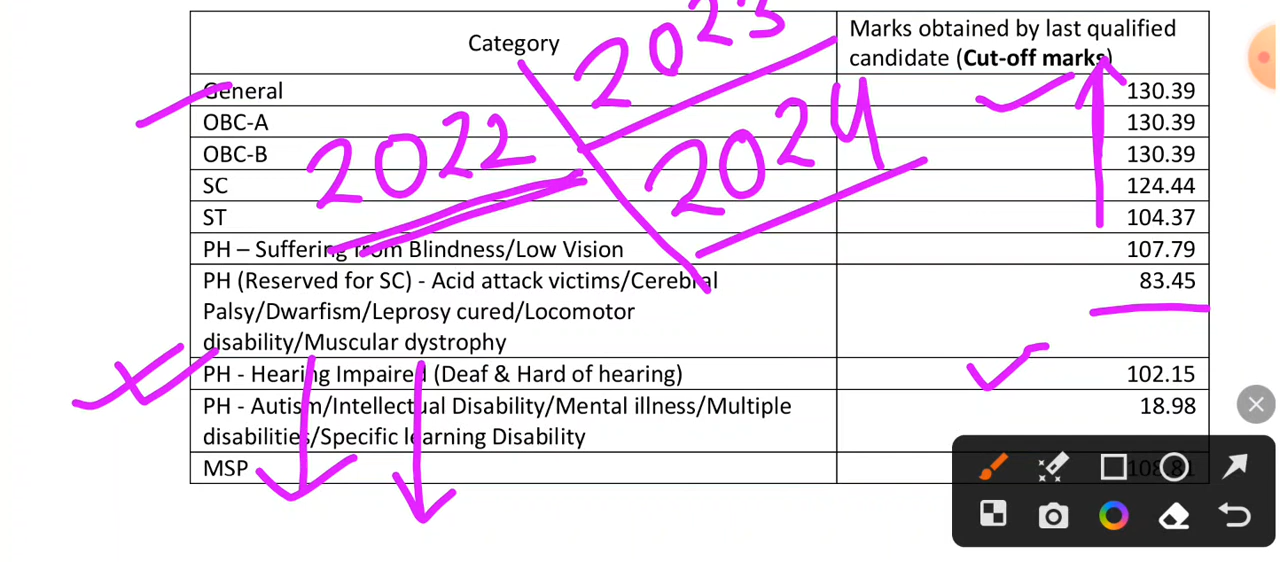 2023
Category
Marks obtained by last qualified
candidate (Cut-off marks)
General 130.39
OBC-A 130.39
2024
OBC-B 130.39
2022
SC 124.44
ST 104.37
PH – Suffering from Blindness/Low Vision 107.79
PH (Reserved for SC) - Acid attack victims/Cerebral 83.45
Palsy/Dwarfism/Leprosy cured/Locomotor
disability/Muscular dystrophy
PH - Hearing Impaired (Deaf & Hard of hearing) 102.15
PH - Autism/Intellectual Disability/Mental illness/Multiple 18.98
disabilities/Specific learning Disability
MSP 108.81